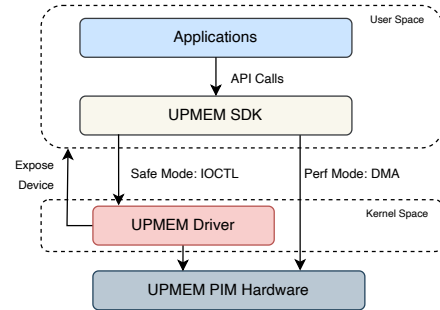 User Space
Applications
API Calls
UPMEM SDK
Expose
Device
Safe Mode: IOCTL
Perf Mode: DMA
Kernel Space
UPMEM Driver
UPMEM PIM Hardware